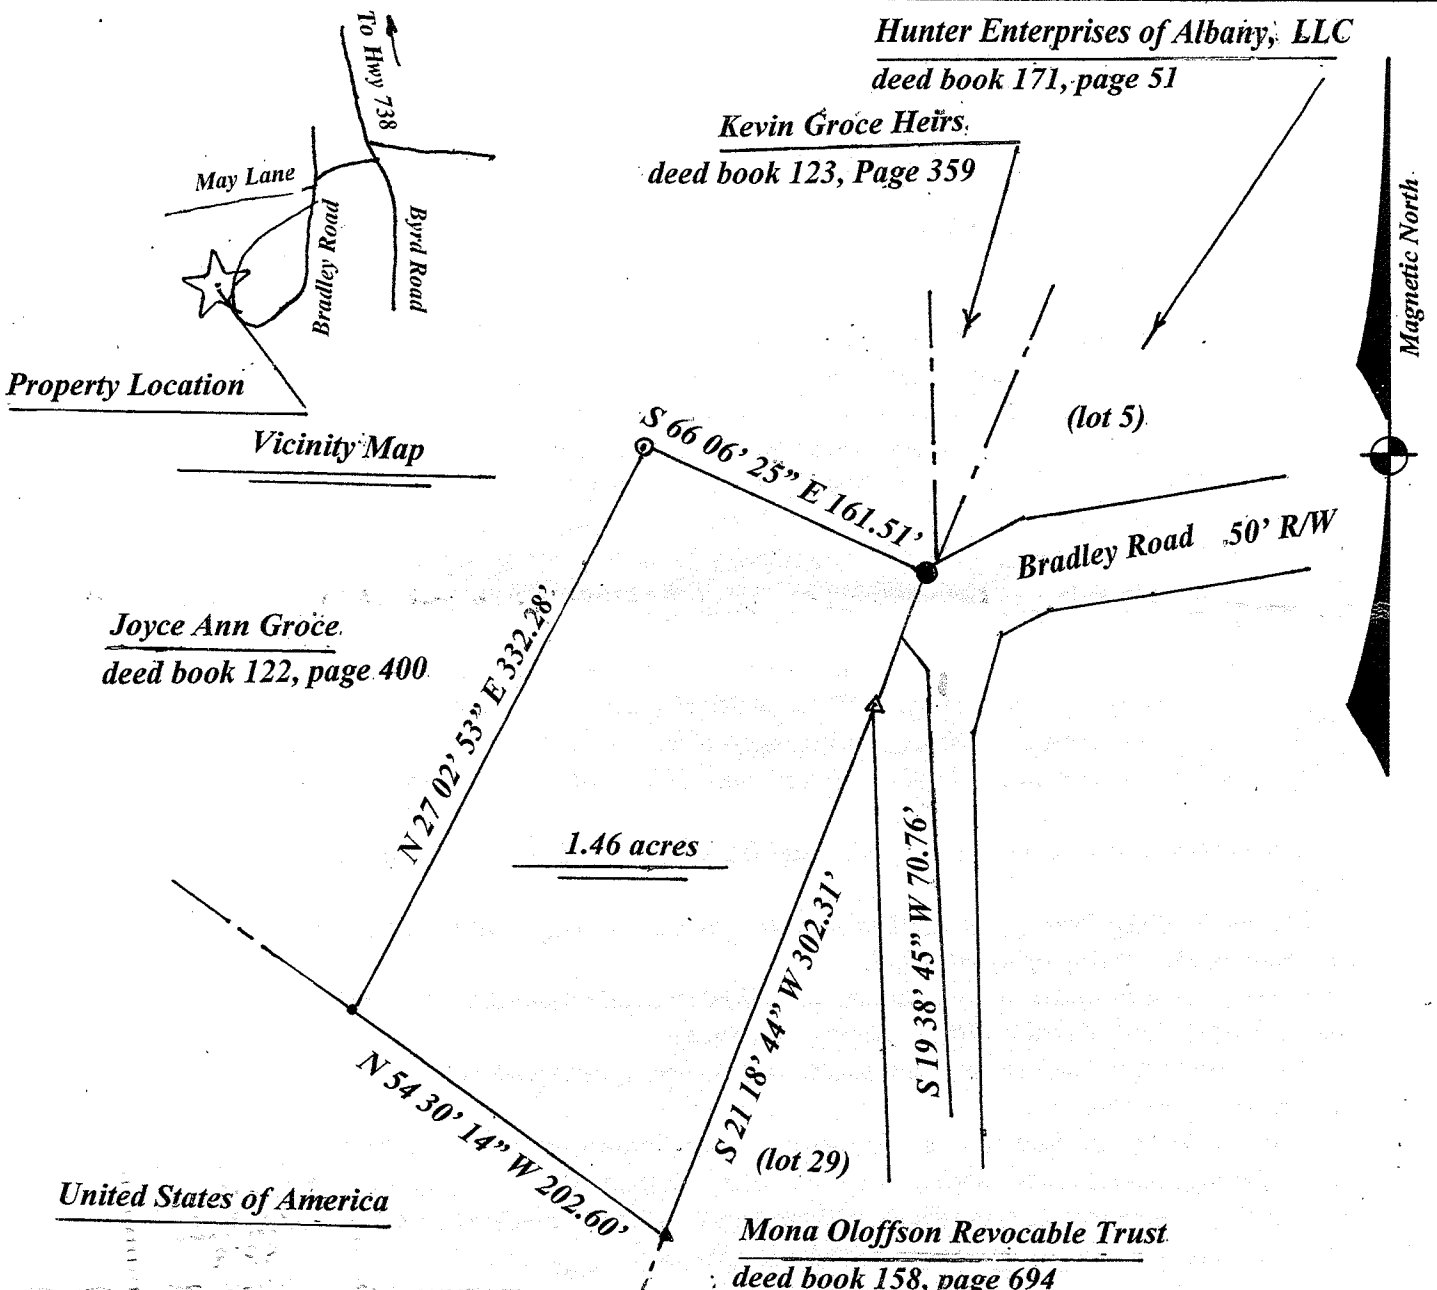 Hunter Enterprises of Albany, LLC
deed book 171, page 51
To Hwy 738
Kevin Groce Heirs
deed book 123, Page 359
May Lane
Bradley Road
Byrd Road
Magnetic North
Property Location
Vicinity Map
(lot 5)
S 66 06’ 25” E 161.51’
Bradley Road 50’ R/W
Joyce Ann Groce
deed book 122, page 400
N 27 02’ 53” E 332.28’
1.46 acres
S 21 18’ 44” W 302.31’
S 19 38’ 45” W 70.76’
N 54 30’ 14” W 202.60’
(lot 29)
United States of America
Mona Oloffson Revocable Trust
deed book 158, page 694